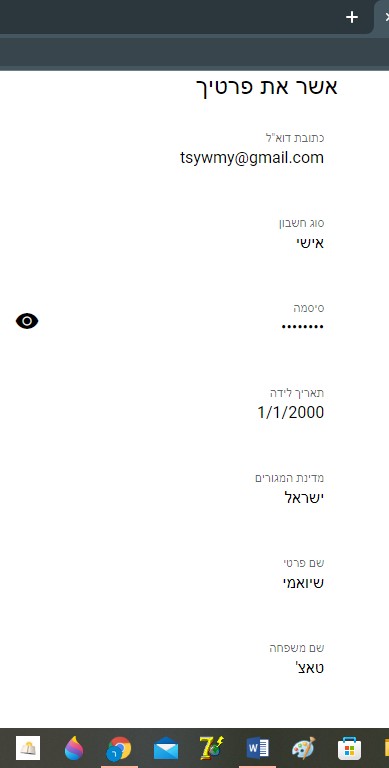 אשר את פרטיך
כתובת דוא"ל
tsywmy@gmail.com
סוג חשבון
אישי
סיסמה
••••••••
תאריך לידה
1/1/2000
מדינת המגורים
ישראל
שם פרטי
שיואמי
שם משפחה
טאצ'